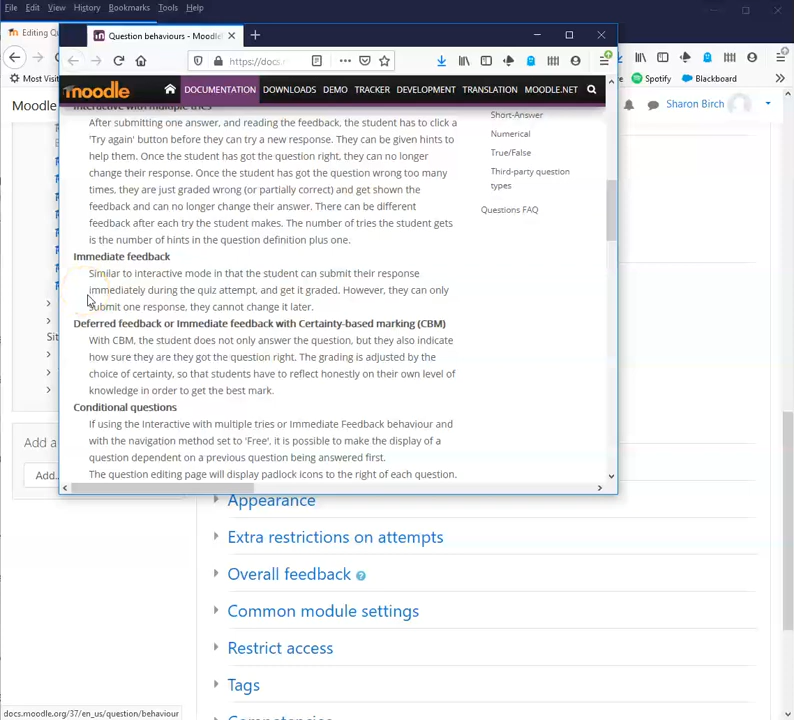 File Edit View History Bookmarks Tools Help
Editing Qu
Question behaviours - Moodle
https://docs.
Most Visit
Spotify
Blackboard
Moodle
moodle
DOCUMENTATION
DOWNLOADS
DEMO
TRACKER
DEVELOPMENT
TRANSLATION
MOODLE.NET
Sharon Birch
Interactive with multiple tries
After submitting one answer, and reading the feedback, the student has to click a
'Try again' button before they can try a new response. They can be given hints to
help them. Once the student has got the question right, they can no longer
change their response. Once the student has got the question wrong too many
times, they are just graded wrong (or partially correct) and get shown the
feedback and can no longer change their answer. There can be different
feedback after each try the student makes. The number of tries the student gets
is the number of hints in the question definition plus one.
Immediate feedback
Similar to interactive mode in that the student can submit their response
immediately during the quiz attempt, and get it graded. However, they can only
submit one response, they cannot change it later.
Deferred feedback or Immediate feedback with Certainty-based marking (CBM)
With CBM, the student does not only answer the question, but they also indicate
how sure they are they got the question right. The grading is adjusted by the
choice of certainty, so that students have to reflect honestly on their own level of
knowledge in order to get the best mark.
Conditional questions
If using the Interactive with multiple tries or Immediate Feedback behaviour and
with the navigation method set to 'Free', it is possible to make the display of a
question dependent on a previous question being answered first.
The question editing page will display padlock icons to the right of each question.
Short-Answer
Numerical
True/False
Third-party question
types
Questions FAQ
Sit
Add a
Add..
Appearance
Extra restrictions on attempts
Overall feedback
Common module settings
Restrict access
Tags
Competencies
docs.moodle.org/37/en_us/question/behaviour